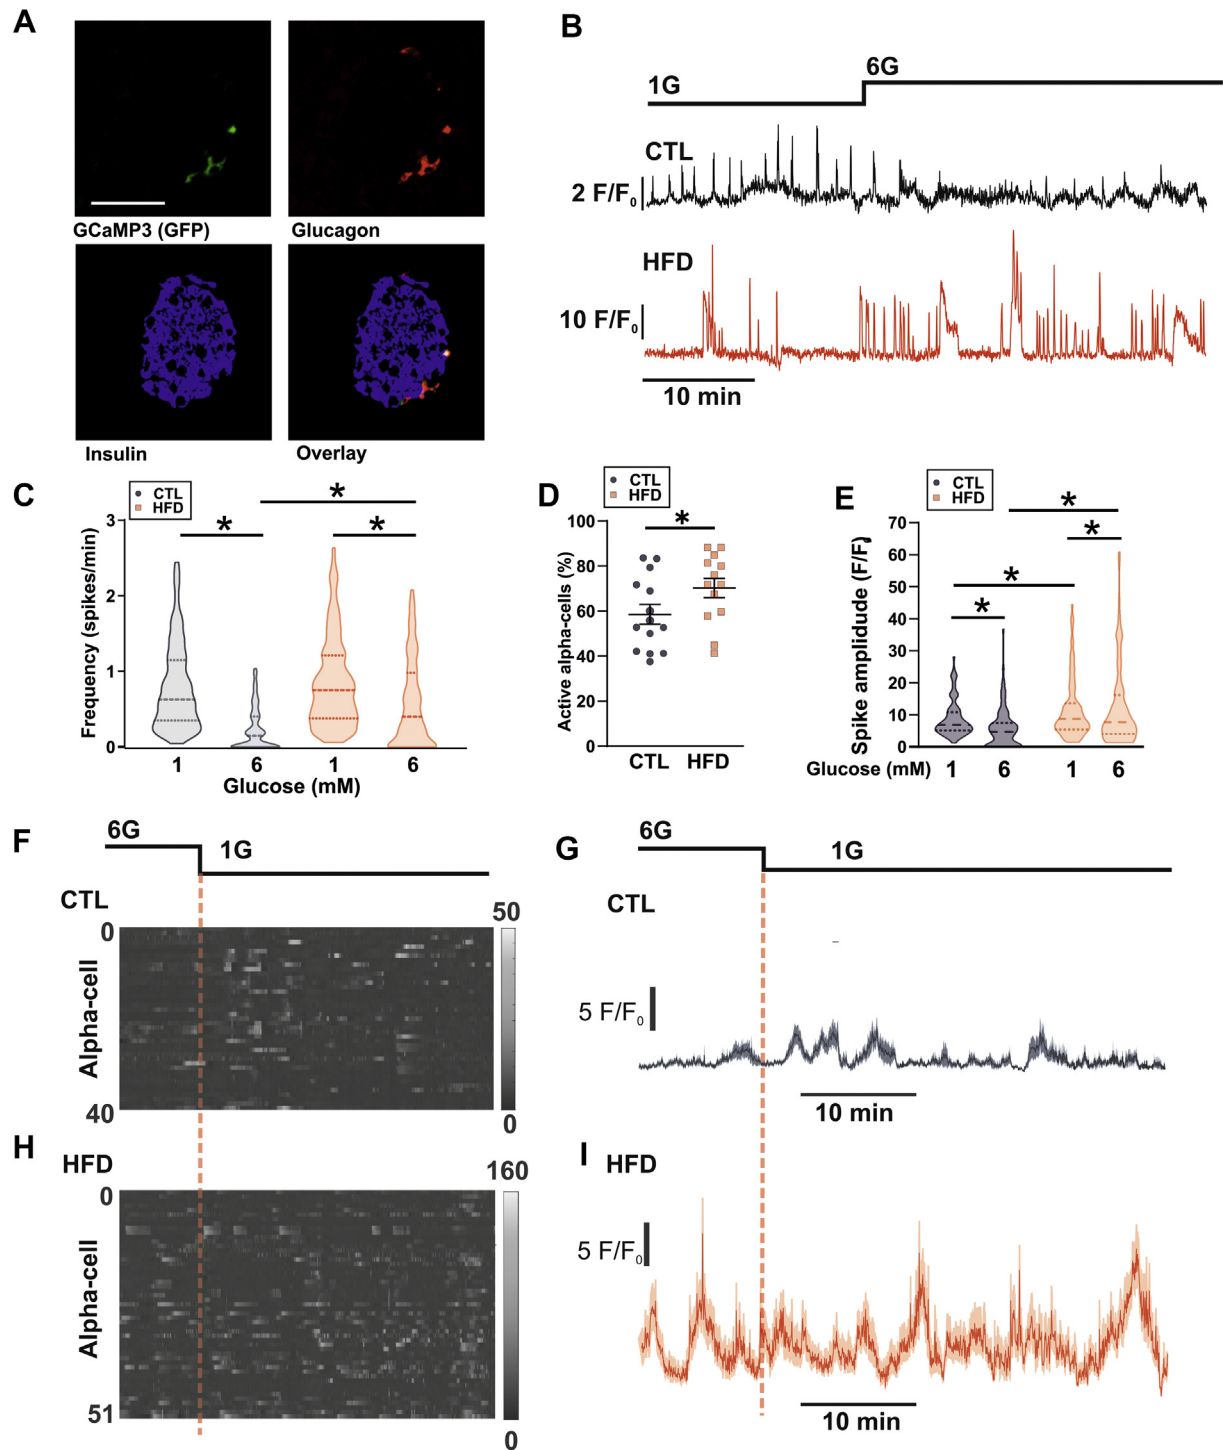 A
GCaMP3 (GFP)
Glucagon
Insulin
Overlay
B
1G
6G
CTL
2 F/F0
HFD
10 F/F0
10 min
C
CTL
HFD
*
*
*
Frequency (spikes/min)
3
2
1
0
1
6
1
6
Glucose (mM)
D
CTL
HFD
*
Active alpha-cells (%)
100
80
60
40
20
0
CTL
HFD
E
CTL
HFD
*
*
*
*
Spike amplidude (F/F)
70
60
50
40
30
20
10
0
Glucose (mM)
1
6
1
6
F
6G
1G
CTL
50
0
Alpha-cell
40
0
G
6G
1G
CTL
5 F/F0
10 min
H
HFD
160
0
Alpha-cell
51
0
I
HFD
5 F/F0
10 min